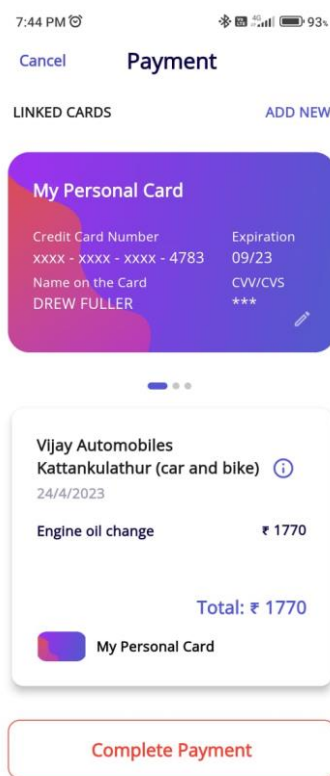 7:44 PM 4G 93%
Cancel Payment
LINKED CARDS ADD NEW
My Personal Card
Credit Card Number Expiration
xxxx - xxxx - xxxx - 4783 09/23
Name on the Card CVV/CVS
DREW FULLER ***
Vijay Automobiles
Kattankulathur (car and bike)
24/4/2023
Engine oil change ₹ 1770
Total: ₹ 1770
My Personal Card
Complete Payment